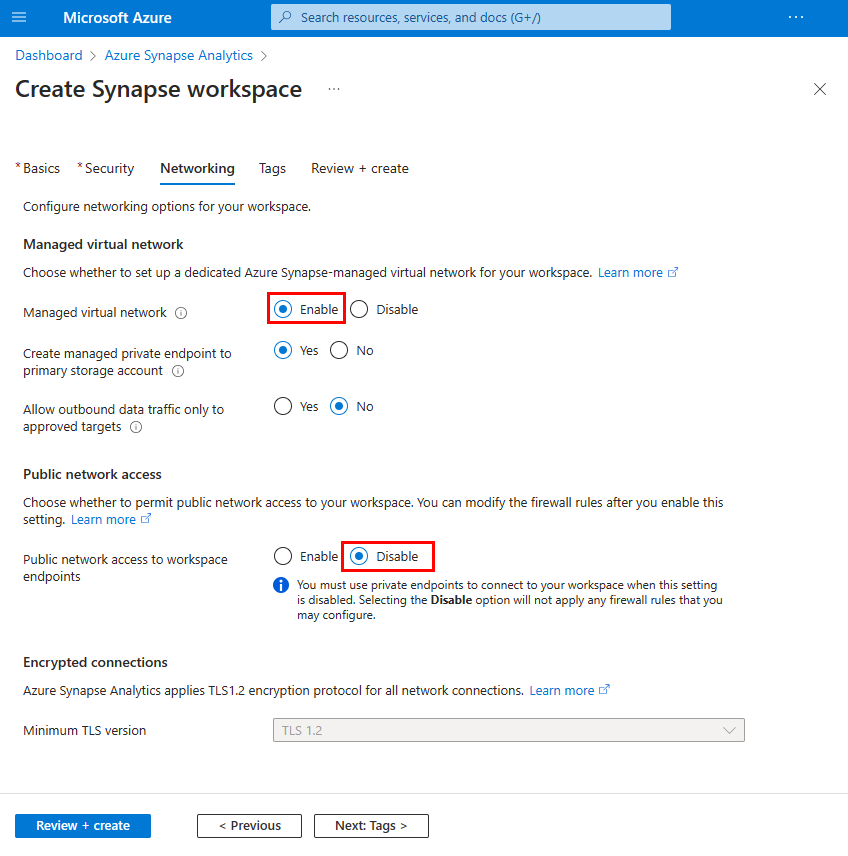 Microsoft Azure
Search resources, services, and docs (G+/)
...
Dashboard > Azure Synapse Analytics >
Create Synapse workspace ...
* Basics * Security Networking Tags Review + create
Configure networking options for your workspace.
Managed virtual network
Choose whether to set up a dedicated Azure Synapse-managed virtual network for your workspace. Learn more
Managed virtual network Enable Disable
Create managed private endpoint to
primary storage account
Yes No
Allow outbound data traffic only to
approved targets
Yes No
Public network access
Choose whether to permit public network access to your workspace. You can modify the firewall rules after you enable this
setting. Learn more
Public network access to workspace
endpoints
Enable Disable
You must use private endpoints to connect to your workspace when this setting
is disabled. Selecting the Disable option will not apply any firewall rules that you
may configure.
Encrypted connections
Azure Synapse Analytics applies TLS1.2 encryption protocol for all network connections. Learn more
Minimum TLS version TLS 1.2
Review + create < Previous Next: Tags >